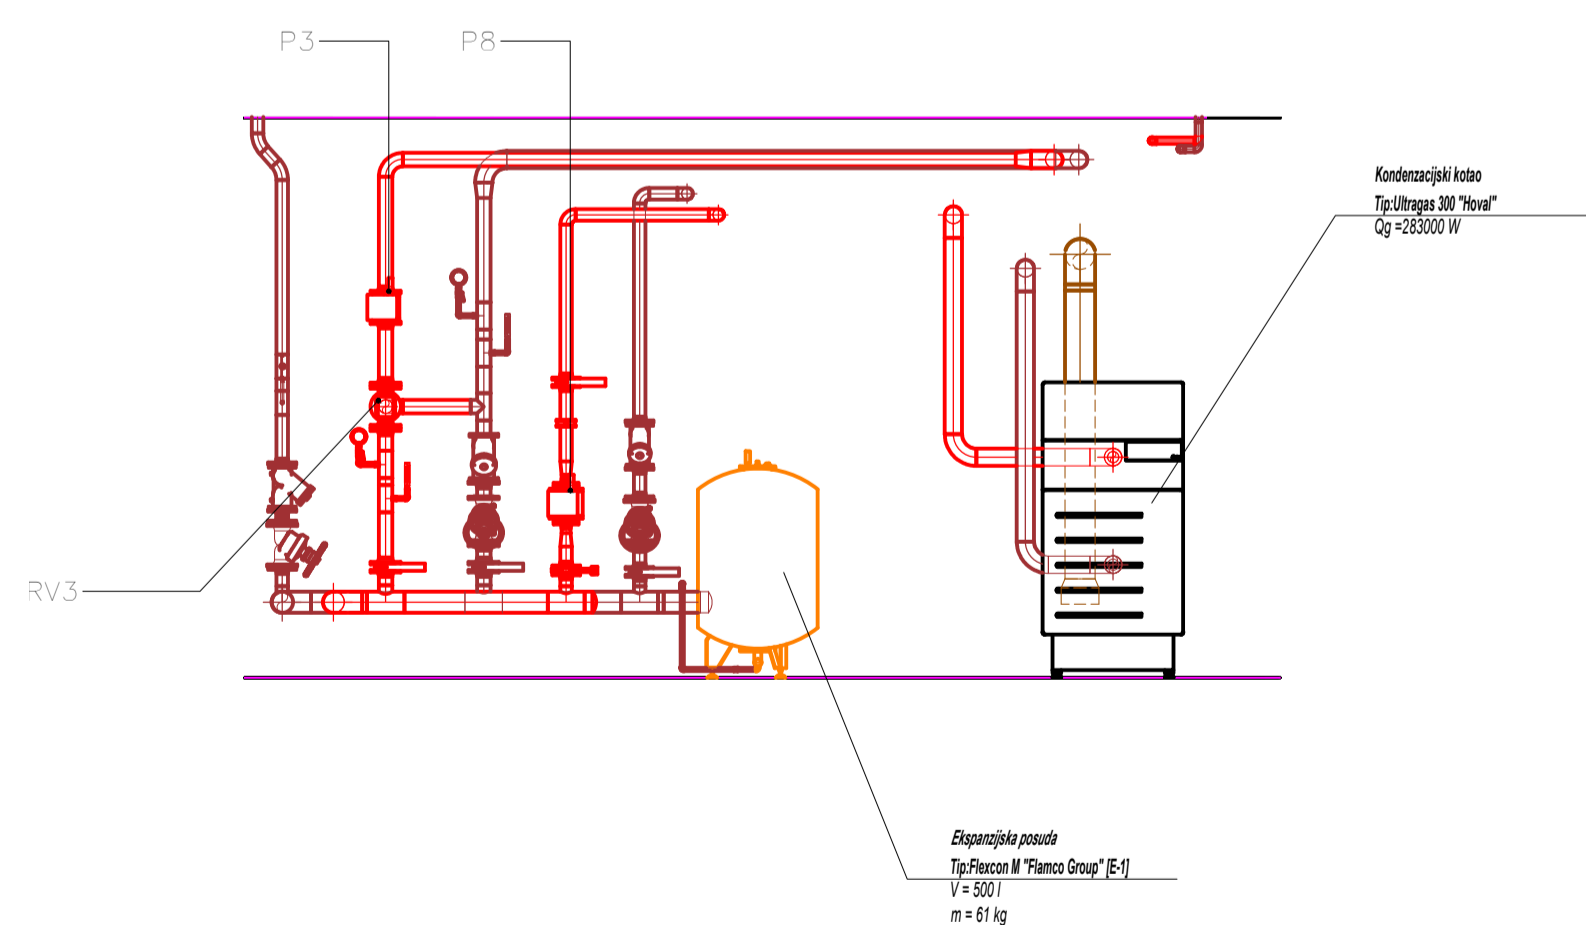 P3
P8
Kondenzacijski kotao
Tip:Ultragas 300 "Hoval"
Qg =283000 W
RV3
Ekspanzijska posuda
Tip:Flexcon M "Flamco Group" [E-1]
V = 500 l
m = 61 kg